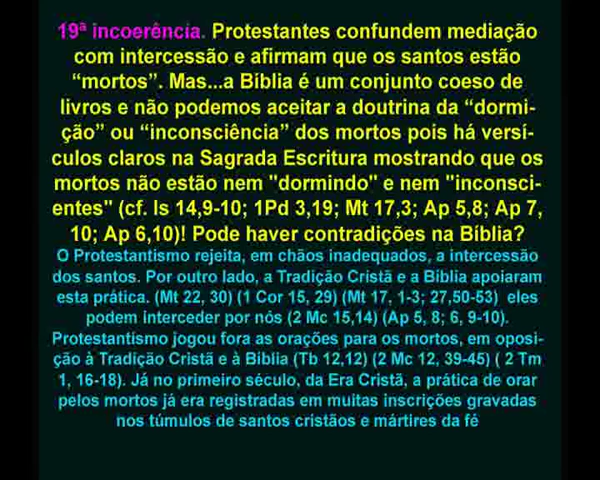 19ª incoerência. Protestantes confundem mediação
com intercessão e afirmam que os santos estão
“mortos”. Mas...a Bíblia é um conjunto coeso de
livros e não podemos aceitar a doutrina da “dormi-
ção” ou “inconsciência” dos mortos pois há versí-
culos claros na Sagrada Escritura mostrando que os
mortos não estão nem "dormindo" e nem "inconsci-
entes" (cf. Is 14,9-10; 1Pd 3,19; Mt 17,3; Ap 5,8; Ap 7,
10; Ap 6,10)! Pode haver contradições na Bíblia?
O Protestantismo rejeita, em chãos inadequados, a intercessão
dos santos. Por outro lado, a Tradição Cristã e a Bíblia apoiaram
esta prática. (Mt 22, 30) (1 Cor 15, 29) (Mt 17, 1-3; 27,50-53) eles
podem interceder por nós (2 Mc 15,14) (Ap 5, 8; 6, 9-10).
Protestantismo jogou fora as orações para os mortos, em oposi-
ção à Tradição Cristã e à Bíblia (Tb 12,12) (2 Mc 12, 39-45) ( 2 Tm
1, 16-18). Já no primeiro século, da Era Cristã, a prática de orar
pelos mortos já era registradas em muitas inscrições gravadas
nos túmulos de santos cristãos e mártires da fé